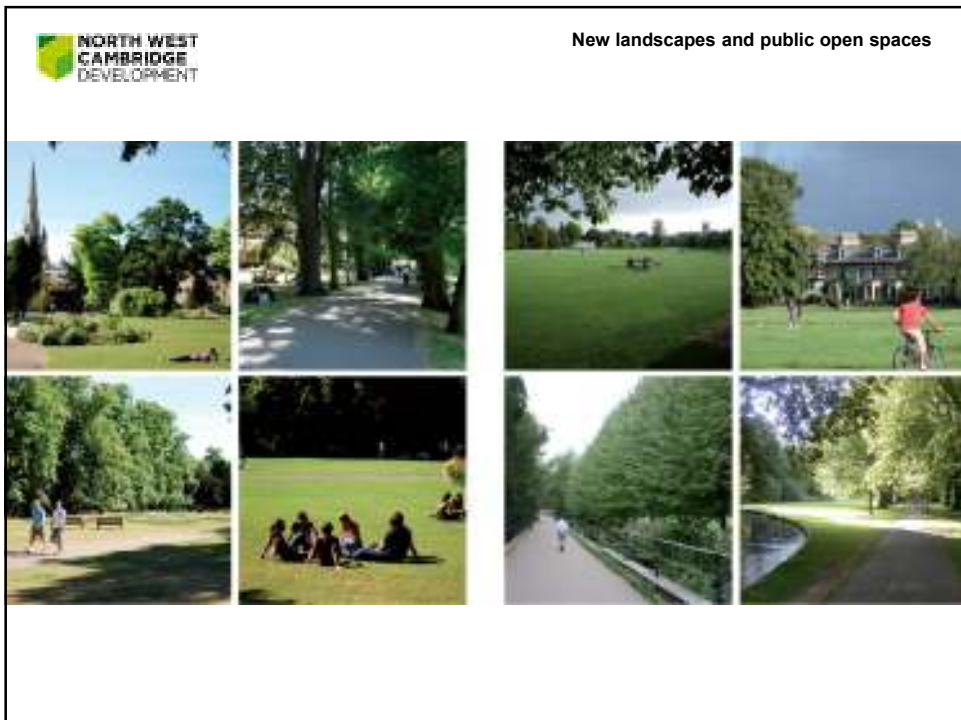 NORTH WEST
CAMBRIDGE
DEVELOPMENT
New landscapes and public open spaces